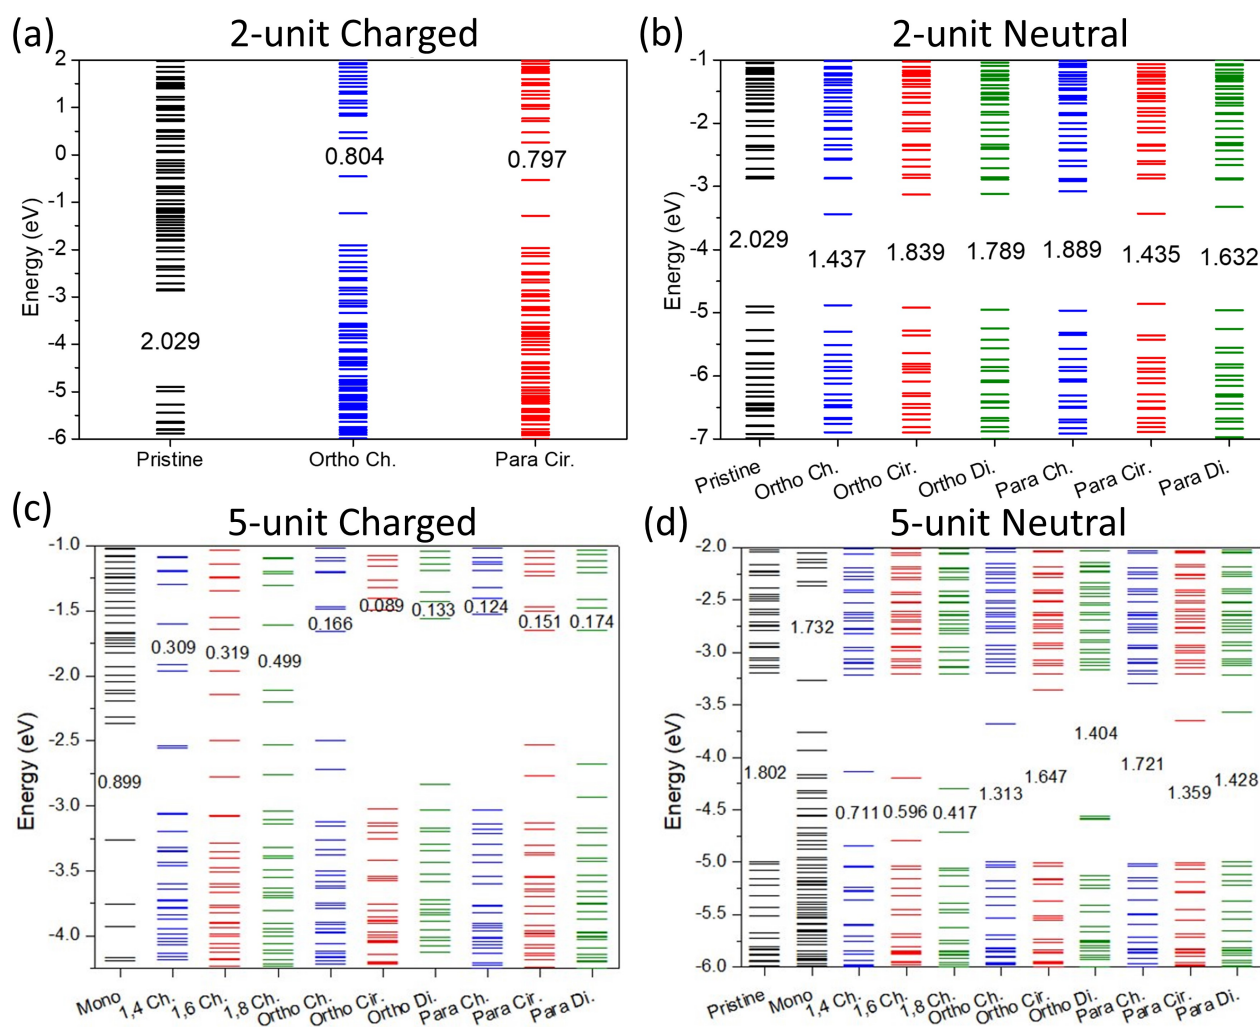 (a) 2-unit Charged
2
1
0
-1
-2
-3
-4
-5
-6
Energy (eV)
0.804
0.797
2.029
Pristine Ortho Ch. Para Cir.
(b) 2-unit Neutral
-1
-2
-3
-4
-5
-6
-7
Energy (eV)
2.029 1.437 1.839 1.789 1.889 1.435 1.632
Pristine Ortho Ch. Ortho Cir. Ortho Di. Para Ch. Para Cir. Para Di.
(c) 5-unit Charged
-1.0
-1.5
-2.0
-2.5
-3.0
-3.5
-4.0
Energy (eV)
0.899 0.309 0.319 0.499 0.166 0.089 0.133 0.124 0.151 0.174
Mono 1,4 Ch. 1,6 Ch. 1,8 Ch. Ortho Ch. Ortho Cir. Ortho Di. Para Ch. Para Cir. Para Di.
(d) 5-unit Neutral
-2.0
-2.5
-3.0
-3.5
-4.0
-4.5
-5.0
-5.5
-6.0
Energy (eV)
1.802 1.732 0.711 0.596 0.417 1.313 1.647 1.404 1.721 1.359 1.428
Pristine Mono 1,4 Ch. 1,6 Ch. 1,8 Ch. Ortho Ch. Ortho Cir. Ortho Di. Para Ch. Para Cir. Para Di.